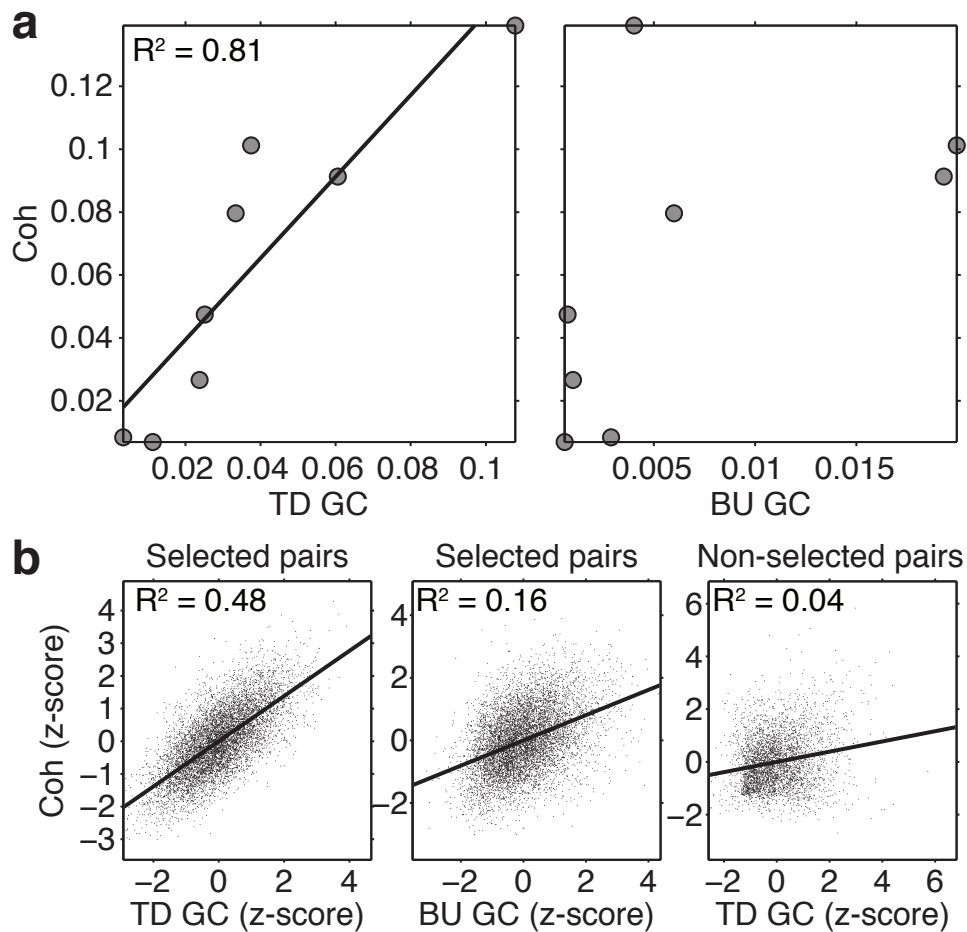 a
R² = 0.81
Coh
0.12
0.1
0.08
0.06
0.04
0.02
0.02 0.04 0.06 0.08 0.1
TD GC
0.005 0.01 0.015
BU GC
b
Selected pairs
R² = 0.48
Coh (z-score)
4
3
2
1
0
−1
−2
−3
−2 0 2 4
TD GC (z-score)
Selected pairs
R² = 0.16
4
2
0
−2
−2 0 2 4
BU GC (z-score)
Non-selected pairs
R² = 0.04
6
4
2
0
−2
−2 0 2 4 6
TD GC (z-score)